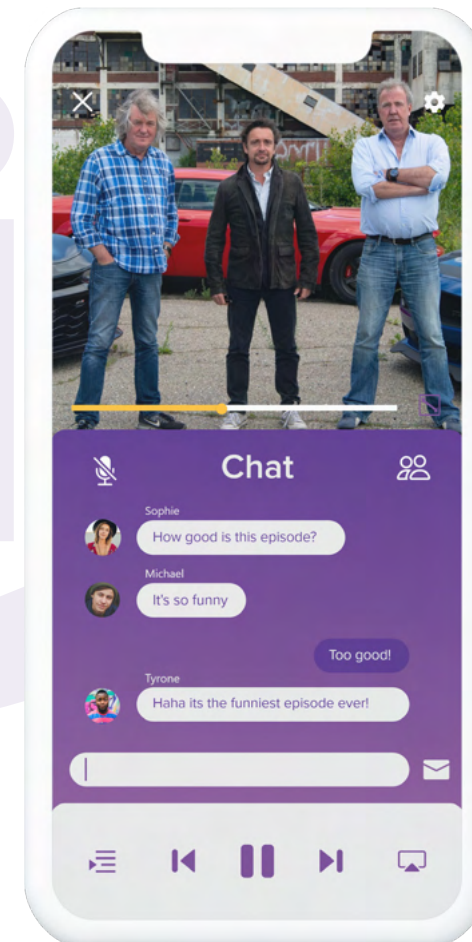 Chat
Sophie
How good is this episode?
Michael
It's so funny
Too good!
Tyrone
Haha its the funniest episode ever!